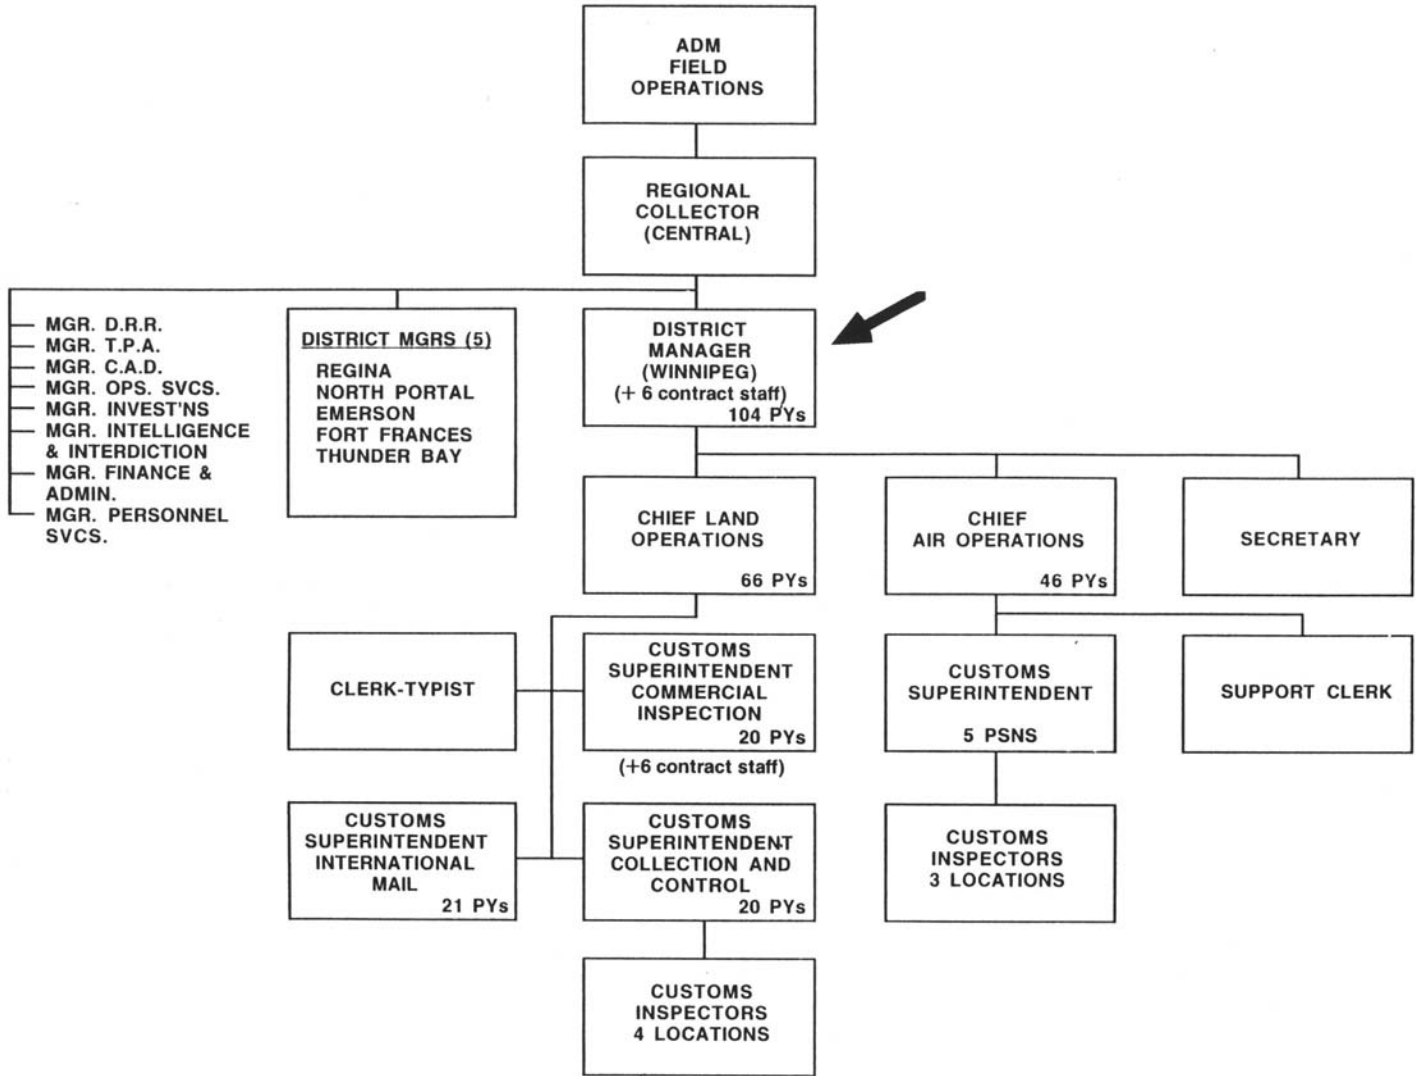 ADM
FIELD
OPERATIONS
REGIONAL
COLLECTOR
(CENTRAL)
MGR. D.R.R.
MGR. T.P.A.
MGR. C.A.D.
MGR. OPS. SVCS.
MGR. INVEST'NS
MGR. INTELLIGENCE
& INTERDICTION
MGR. FINANCE &
ADMIN.
MGR. PERSONNEL
SVCS.
DISTRICT MGRS (5)
REGINA
NORTH PORTAL
EMERSON
FORT FRANCES
THUNDER BAY
DISTRICT
MANAGER
(WINNIPEG)
(+ 6 contract staff)
104 PYs
CHIEF LAND
OPERATIONS
66 PYs
CHIEF
AIR OPERATIONS
46 PYs
SECRETARY
CLERK-TYPIST
CUSTOMS
SUPERINTENDENT
COMMERCIAL
INSPECTION
20 PYs
(+6 contract staff)
CUSTOMS
SUPERINTENDENT
5 PSNS
SUPPORT CLERK
CUSTOMS
SUPERINTENDENT
INTERNATIONAL
MAIL
21 PYs
CUSTOMS
SUPERINTENDENT
COLLECTION AND
CONTROL
20 PYs
CUSTOMS
INSPECTORS
3 LOCATIONS
CUSTOMS
INSPECTORS
4 LOCATIONS